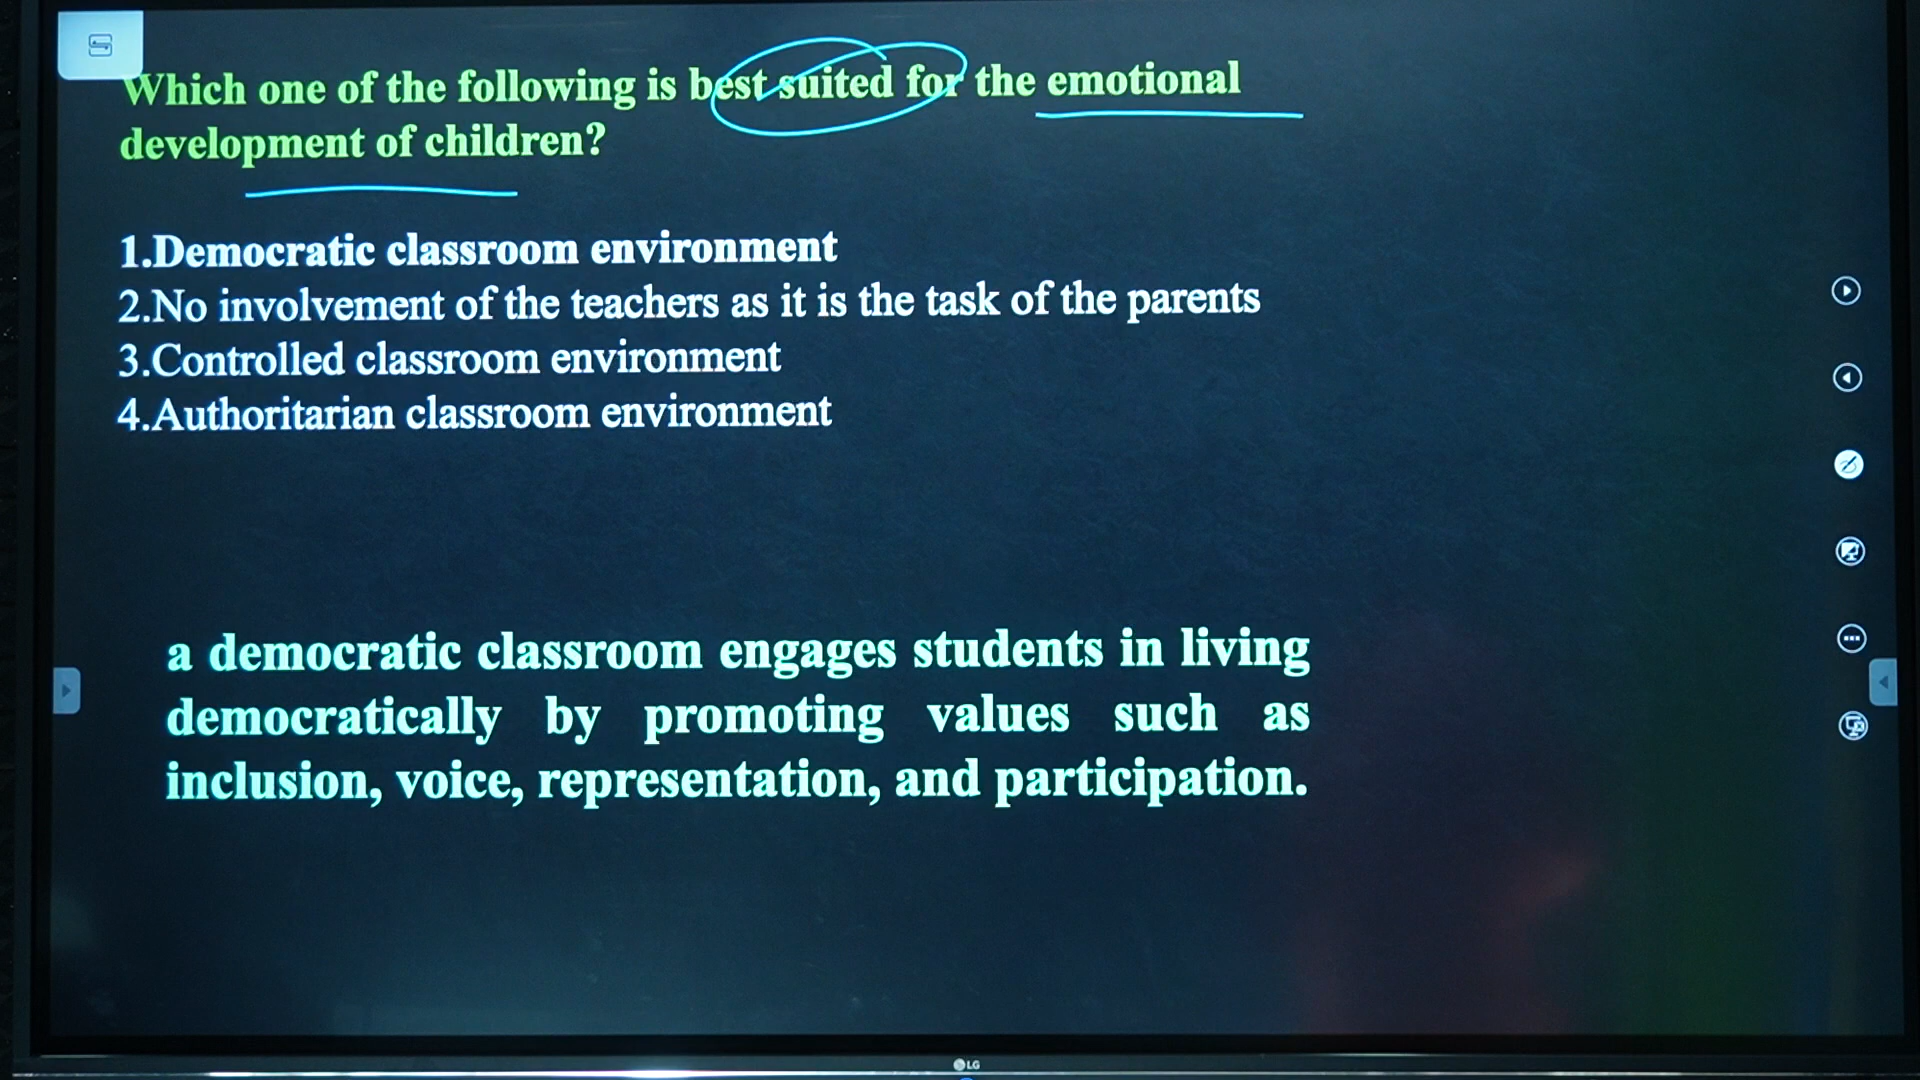 Which one of the following is best suited for the emotional
development of children?
1.Democratic classroom environment
2.No involvement of the teachers as it is the task of the parents
3.Controlled classroom environment
4.Authoritarian classroom environment
a democratic classroom engages students in living
democratically by promoting values such as
inclusion, voice, representation, and participation.
LG